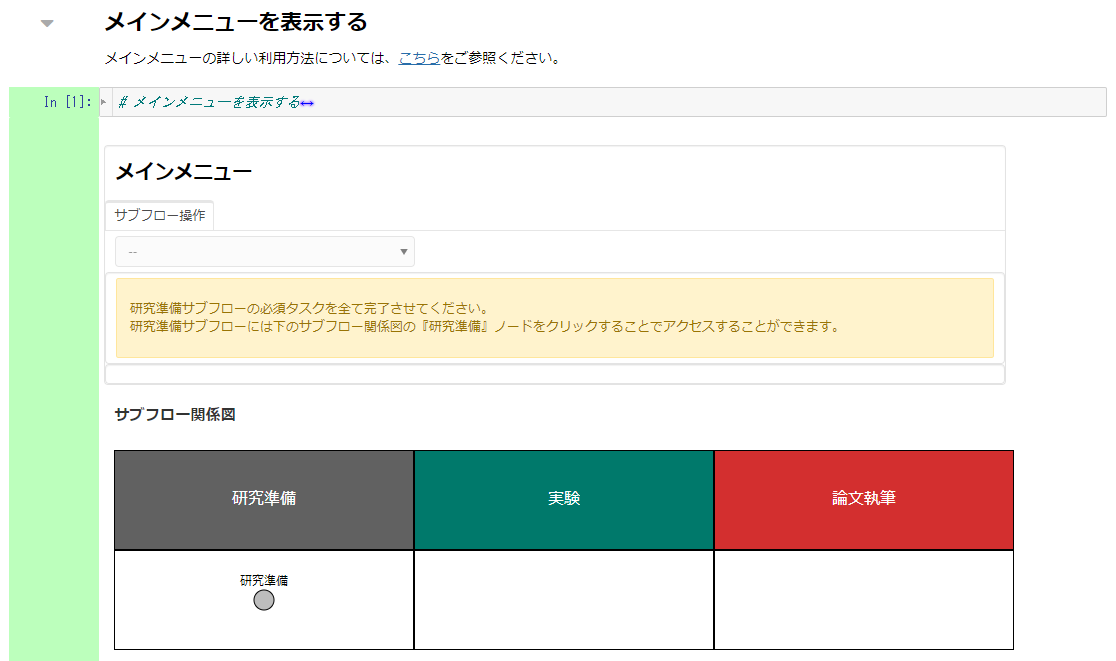 メインメニューを表示する
メインメニューの詳しい利用方法については、こちらをご参照ください。
In [1]: # メインメニューを表示する↔
メインメニュー
サブフロー操作
--
研究準備サブフローの必須タスクを全て完了させてください。
研究準備サブフローには下のサブフロー関係図の『研究準備』ノードをクリックすることでアクセスすることができます。
サブフロー関係図
研究準備 実験 論文執筆
研究準備